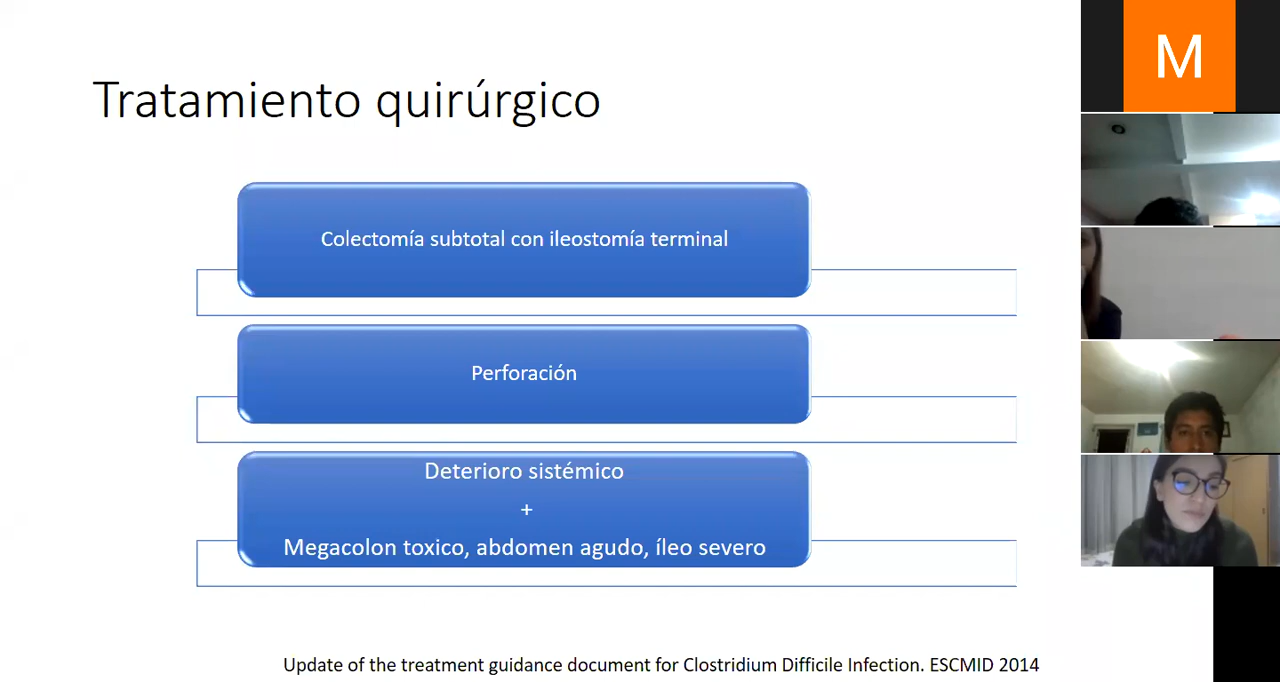 Tratamiento quirúrgico
M
Colectomía subtotal con ileostomía terminal
Perforación
Deterioro sistémico
+
Megacolon toxico, abdomen agudo, íleo severo
Update of the treatment guidance document for Clostridium Difficile Infection. ESCMID 2014